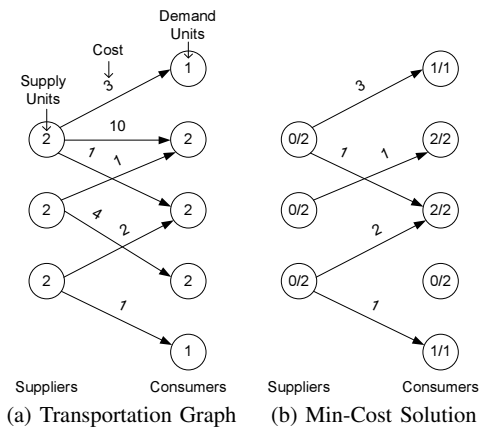 Demand
Units
Cost
Supply
Units
3
1
2
10
2
1
1
2
4
2
2
2
2
1
1
Suppliers
Consumers
(a) Transportation Graph
3
1/1
0/2
2/2
1
1
0/2
2/2
2
0/2
0/2
1
1/1
Suppliers
Consumers
(b) Min-Cost Solution